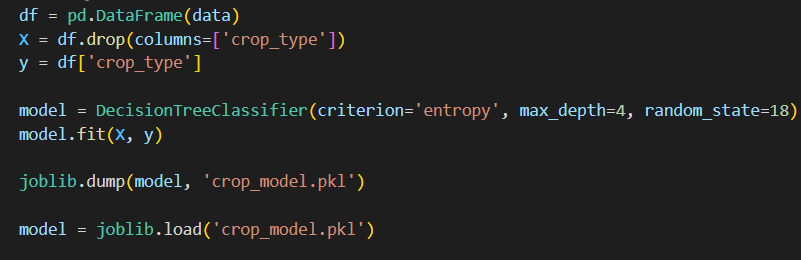 df = pd.DataFrame(data)
X = df.drop(columns=['crop_type'])
y = df['crop_type']
model = DecisionTreeClassifier(criterion='entropy', max_depth=4, random_state=18)
model.fit(X, y)
joblib.dump(model, 'crop_model.pkl')
model = joblib.load('crop_model.pkl')